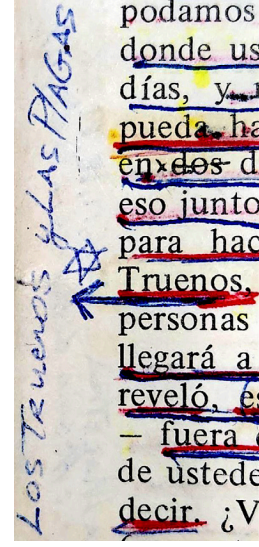 LOS TRUENOS Y LAS PLAGAS
podamos
donde us
días, y
pueda ha
en dos d
eso junto
para hac
Truenos,
personas
llegará a
reveló, es
– fuera
de ustede
decir. ¿V